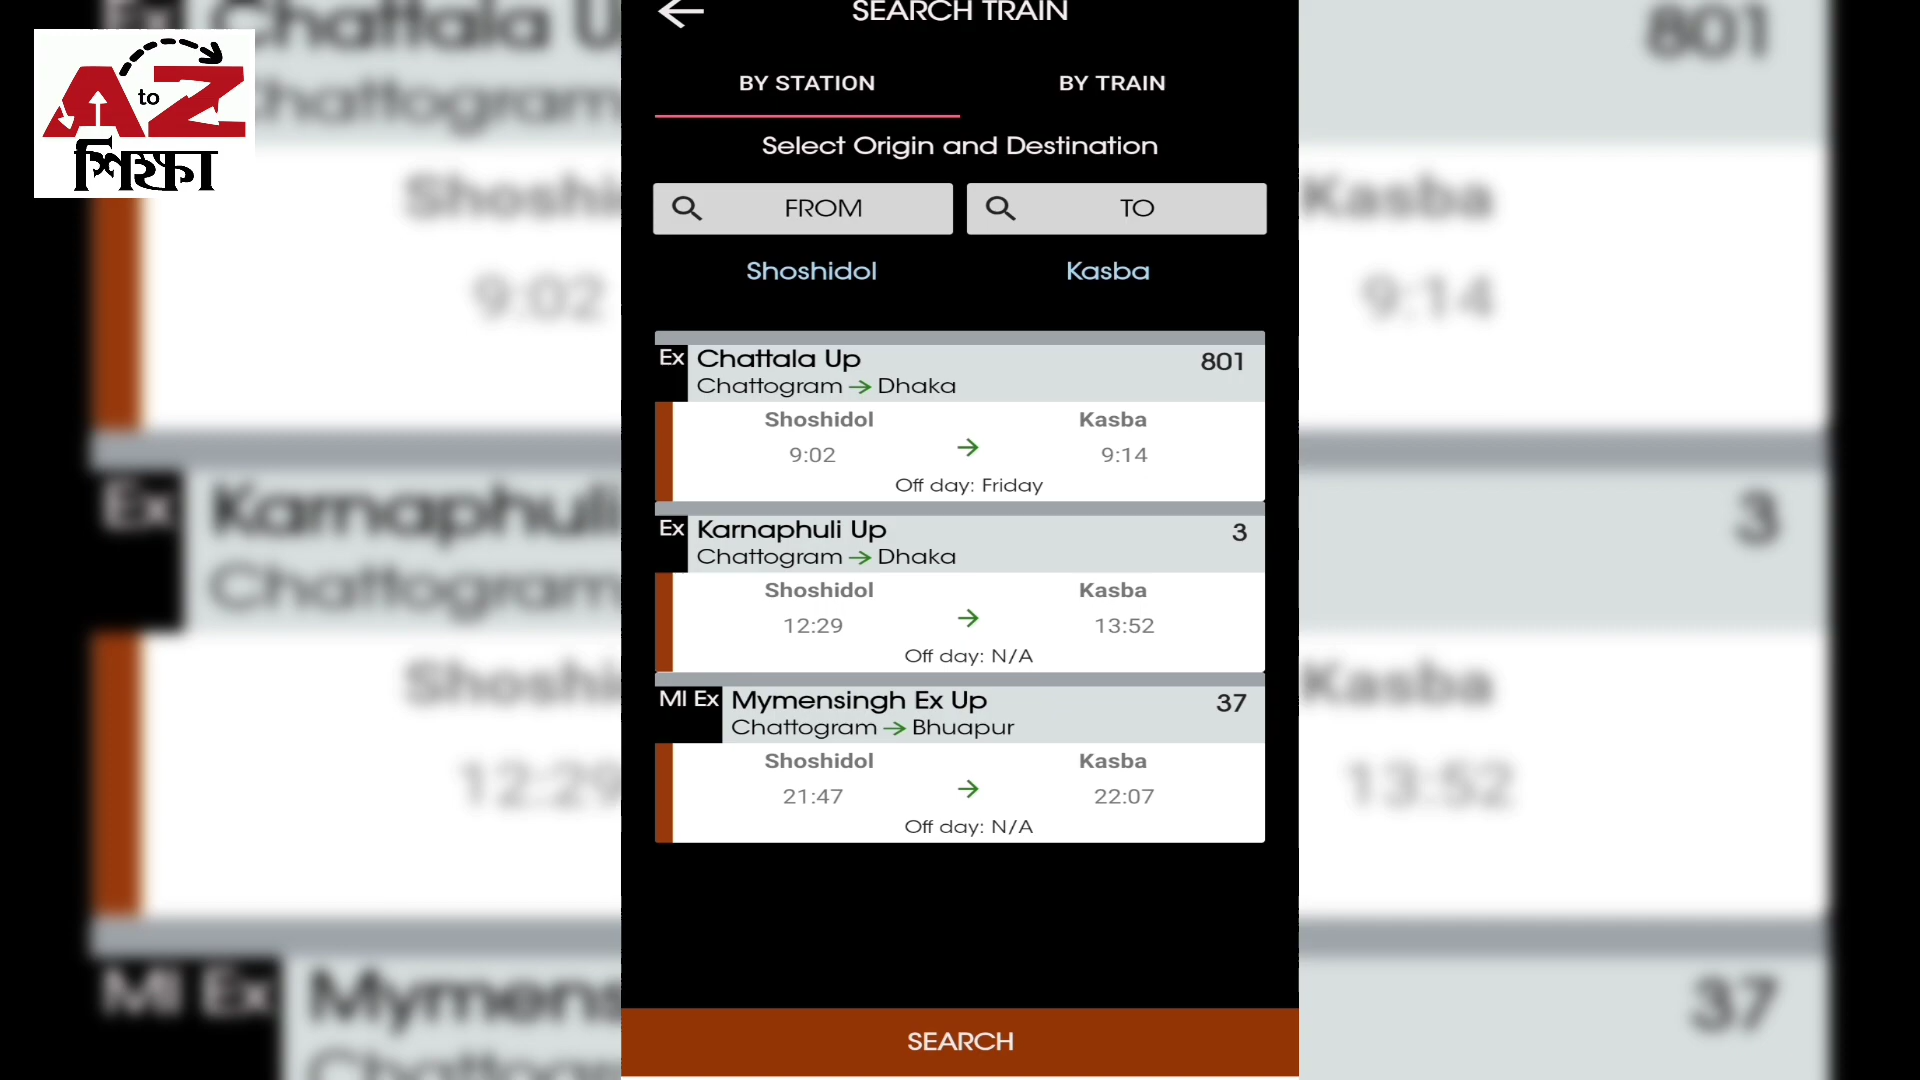 A to Z
শিক্ষা
SEARCH TRAIN
BY STATION
BY TRAIN
Select Origin and Destination
FROM
TO
Shoshidol
Kasba
Ex
Chattala Up
801
Chattogram → Dhaka
Shoshidol
Kasba
9:02
→
9:14
Off day: Friday
Ex
Karnaphuli Up
3
Chattogram → Dhaka
Shoshidol
Kasba
12:29
→
13:52
Off day: N/A
MI Ex
Mymensingh Ex Up
37
Chattogram → Bhuapur
Shoshidol
Kasba
21:47
→
22:07
Off day: N/A
SEARCH